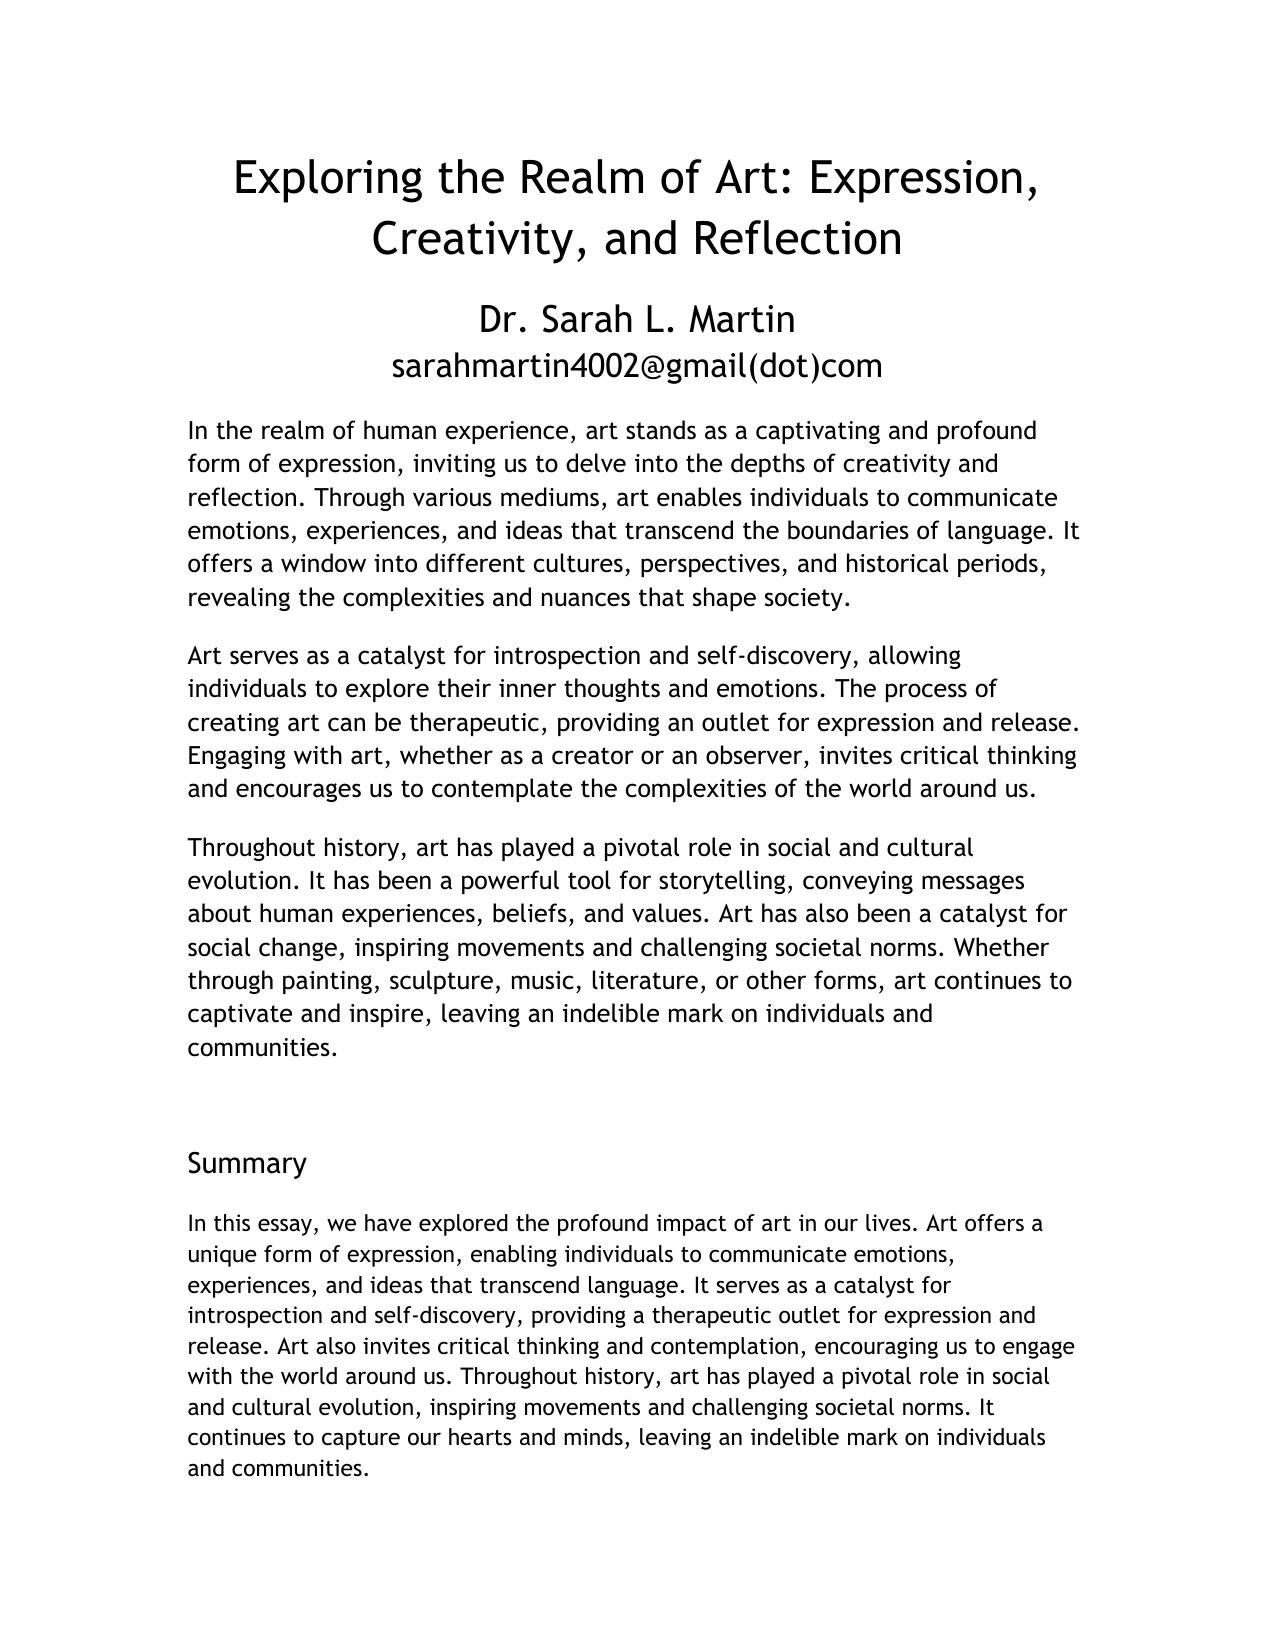 Exploring the Realm of Art: Expression,
Creativity, and Reflection
Dr. Sarah L. Martin
sarahmartin4002@gmail(dot)com
In the realm of human experience, art stands as a captivating and profound
form of expression, inviting us to delve into the depths of creativity and
reflection. Through various mediums, art enables individuals to communicate
emotions, experiences, and ideas that transcend the boundaries of language. It
offers a window into different cultures, perspectives, and historical periods,
revealing the complexities and nuances that shape society.
Art serves as a catalyst for introspection and self-discovery, allowing
individuals to explore their inner thoughts and emotions. The process of
creating art can be therapeutic, providing an outlet for expression and release.
Engaging with art, whether as a creator or an observer, invites critical thinking
and encourages us to contemplate the complexities of the world around us.
Throughout history, art has played a pivotal role in social and cultural
evolution. It has been a powerful tool for storytelling, conveying messages
about human experiences, beliefs, and values. Art has also been a catalyst for
social change, inspiring movements and challenging societal norms. Whether
through painting, sculpture, music, literature, or other forms, art continues to
captivate and inspire, leaving an indelible mark on individuals and
communities.
Summary
In this essay, we have explored the profound impact of art in our lives. Art offers a
unique form of expression, enabling individuals to communicate emotions,
experiences, and ideas that transcend language. It serves as a catalyst for
introspection and self-discovery, providing a therapeutic outlet for expression and
release. Art also invites critical thinking and contemplation, encouraging us to engage
with the world around us. Throughout history, art has played a pivotal role in social
and cultural evolution, inspiring movements and challenging societal norms. It
continues to capture our hearts and minds, leaving an indelible mark on individuals
and communities.